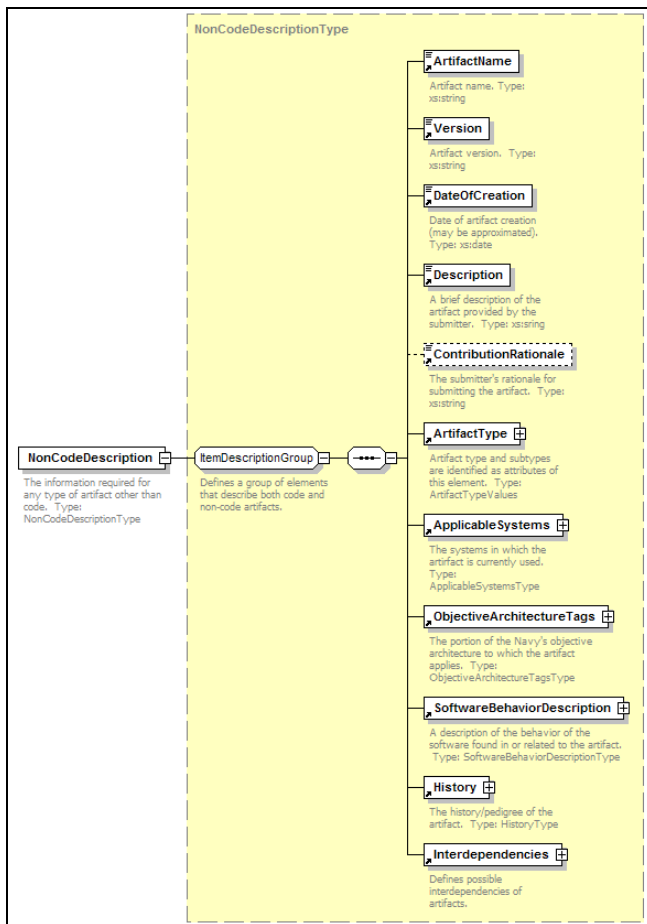 NonCodeDescriptionType
ArtifactName
Artifact name. Type:
xs:string
Version
Artifact version. Type:
xs:string
DateOfCreation
Date of artifact creation
(may be approximated).
Type: xs:date
Description
A brief description of the
artifact provided by the
submitter. Type: xs:sring
ContributionRationale
The submitter's rationale for
submitting the artifact. Type:
xs:string
NonCodeDescription
The information required for
any type of artifact other than
code. Type:
NonCodeDescriptionType
ItemDescriptionGroup
Defines a group of elements
that describe both code and
non-code artifacts.
ArtifactType
Artifact type and subtypes
are identified as attributes of
this element. Type:
ArtifactTypeValues
ApplicableSystems
The systems in which the
artirfact is currently used.
Type:
ApplicableSystemsType
ObjectiveArchitectureTags
The portion of the Navy's objective
architecture to which the artifact
applies. Type:
ObjectiveArchitectureTagsType
SoftwareBehaviorDescription
A description of the behavior of the
software found in or related to the artifact.
Type: SoftwareBehaviorDescriptionType
History
The history/pedigree of the
artifact. Type: HistoryType
Interdependencies
Defines possible
interdependencies of
artifacts.